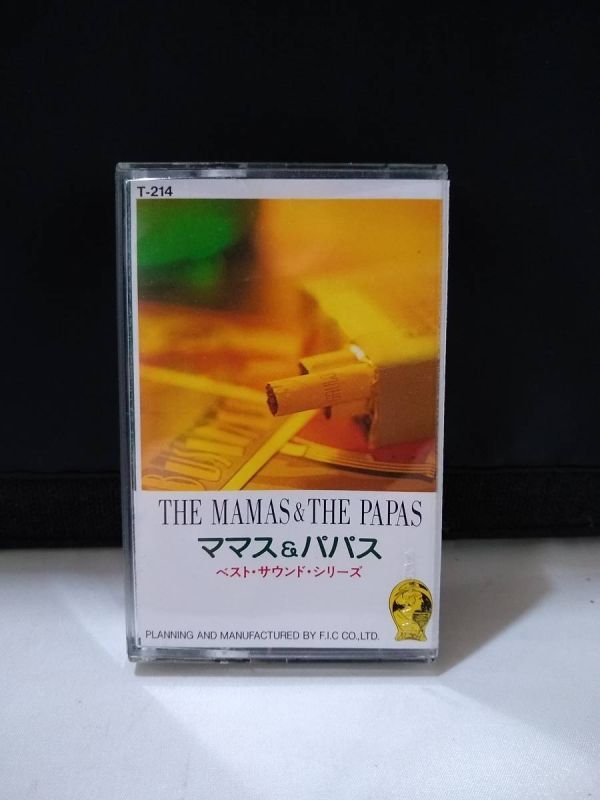 T-214
THE MAMAS & THE PAPAS
ママス&パパス
ベスト・サウンド・シリーズ
PLANNING AND MANUFACTURED BY F.I.C CO.,LTD.